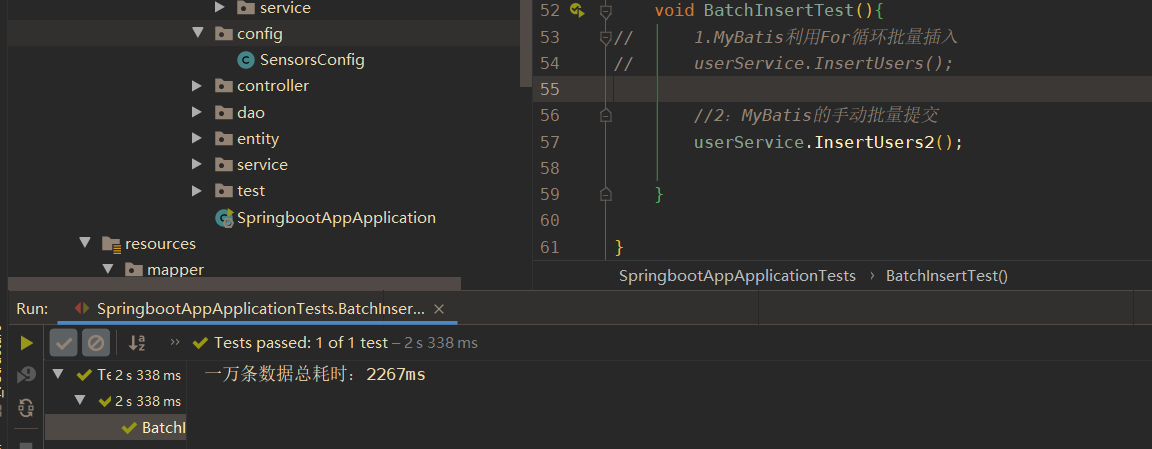 service
config
SensorsConfig
controller
dao
entity
service
test
SpringbootAppApplication
resources
mapper
52 void BatchInsertTest(){
53 // 1.MyBatis利用For循环批量插入
54 // userService.InsertUsers();
55
56 //2：MyBatis的手动批量提交
57 userService.InsertUsers2();
58
59 }
60
61 }
SpringbootAppApplicationTests › BatchInsertTest()
Run: SpringbootAppApplicationTests.BatchInser... ×
Tests passed: 1 of 1 test – 2 s 338 ms
Te 2 s 338 ms
2 s 338 ms
BatchI
一万条数据总耗时：2267ms